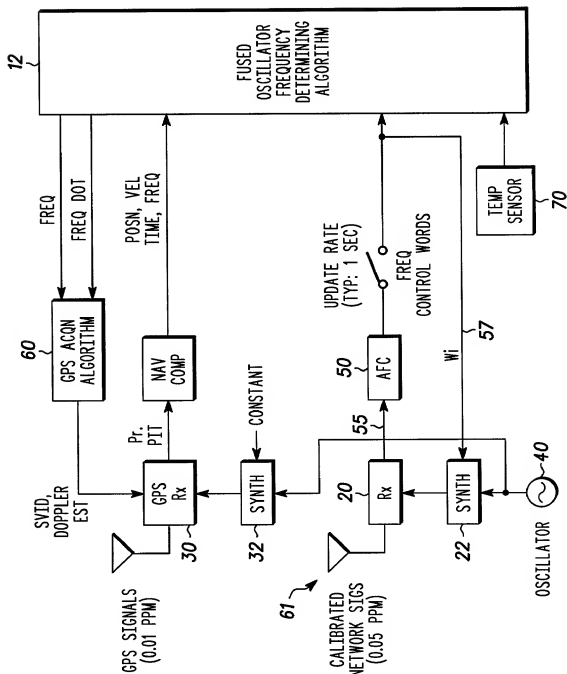 12
FUSED
OSCILLATOR
FREQUENCY
DETERMINING
ALGORITHM
FREQ
FREQ DOT
POSN, VEL
TIME, FREQ
60
GPS ACQN
ALGORITHM
NAV
COMP
UPDATE RATE
(TYP: 1 SEC)
FREQ
CONTROL WORDS
TEMP
SENSOR
70
SVID,
DOPPLER
EST
Pr.
PIT
50
AFC
Wi
57
GPS
Rx
30
CONSTANT
SYNTH
32
55
20
Rx
SYNTH
22
40
OSCILLATOR
GPS SIGNALS
(0.01 PPM)
61
CALIBRATED
NETWORK SIGS
(0.05 PPM)